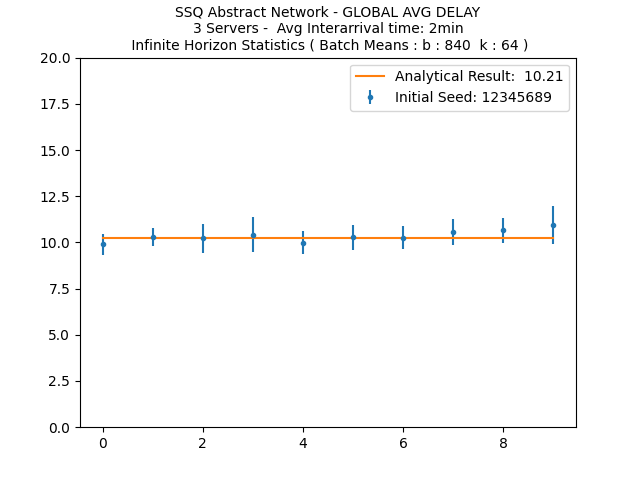 SSQ Abstract Network - GLOBAL AVG DELAY
3 Servers -  Avg Interarrival time: 2min
Infinite Horizon Statistics ( Batch Means : b : 840  k : 64 )
20.0
17.5
15.0
12.5
10.0
7.5
5.0
2.5
0.0
Analytical Result:  10.21
Initial Seed: 12345689
0 2 4 6 8